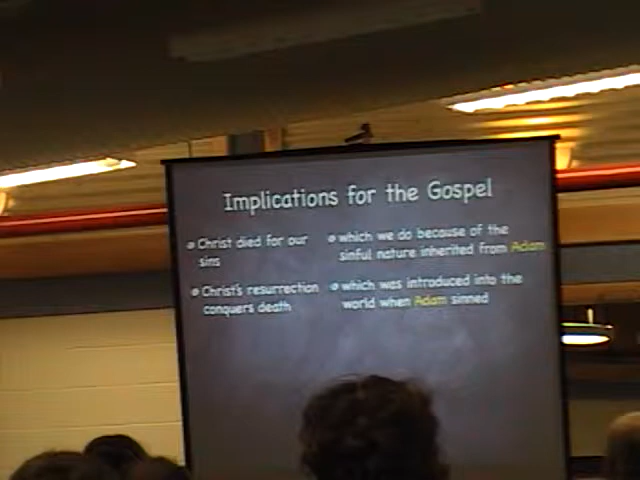 Implications for the Gospel
Christ died for our
sins
which we do because of the
sinful nature inherited from Adam
Christ's resurrection
conquers death
which was introduced into the
world when Adam sinned